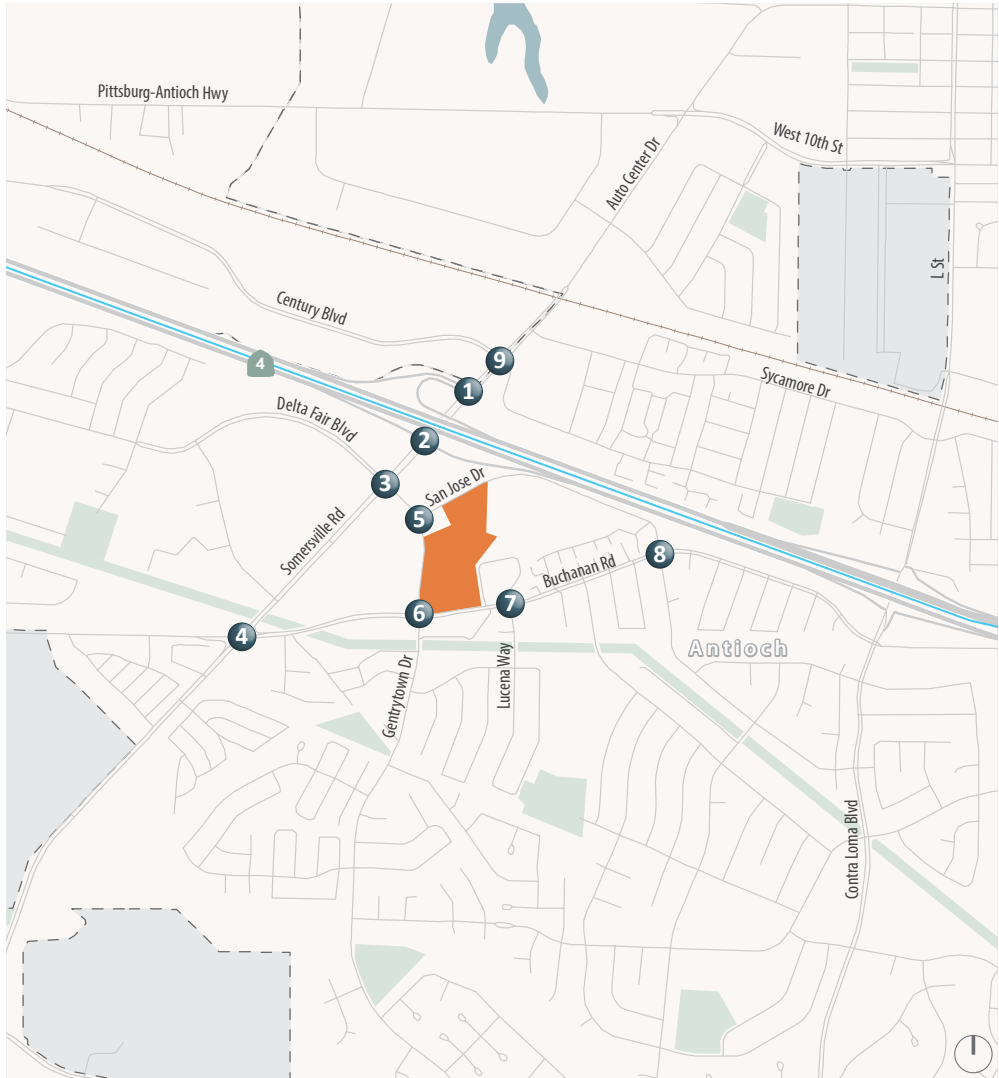 Pittsburg-Antioch Hwy
West 10th St
Auto Center Dr
L St
Century Blvd
9
4
1
Sycamore Dr
Delta Fair Blvd
2
3
San Jose Dr
5
Somersville Rd
8
Buchanan Rd
7
6
4
Antioch
Lucena Way
Gentrytown Dr
Contra Loma Blvd